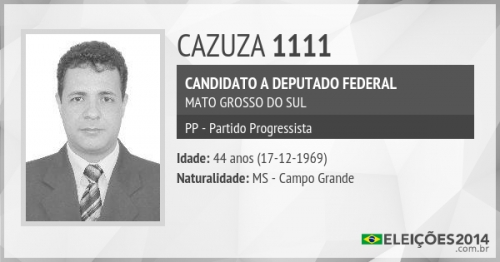 CAZUZA 1111
CANDIDATO A DEPUTADO FEDERAL
MATO GROSSO DO SUL
PP - Partido Progressista
Idade: 44 anos (17-12-1969)
Naturalidade: MS - Campo Grande
ELEIÇÕES2014
.com.br